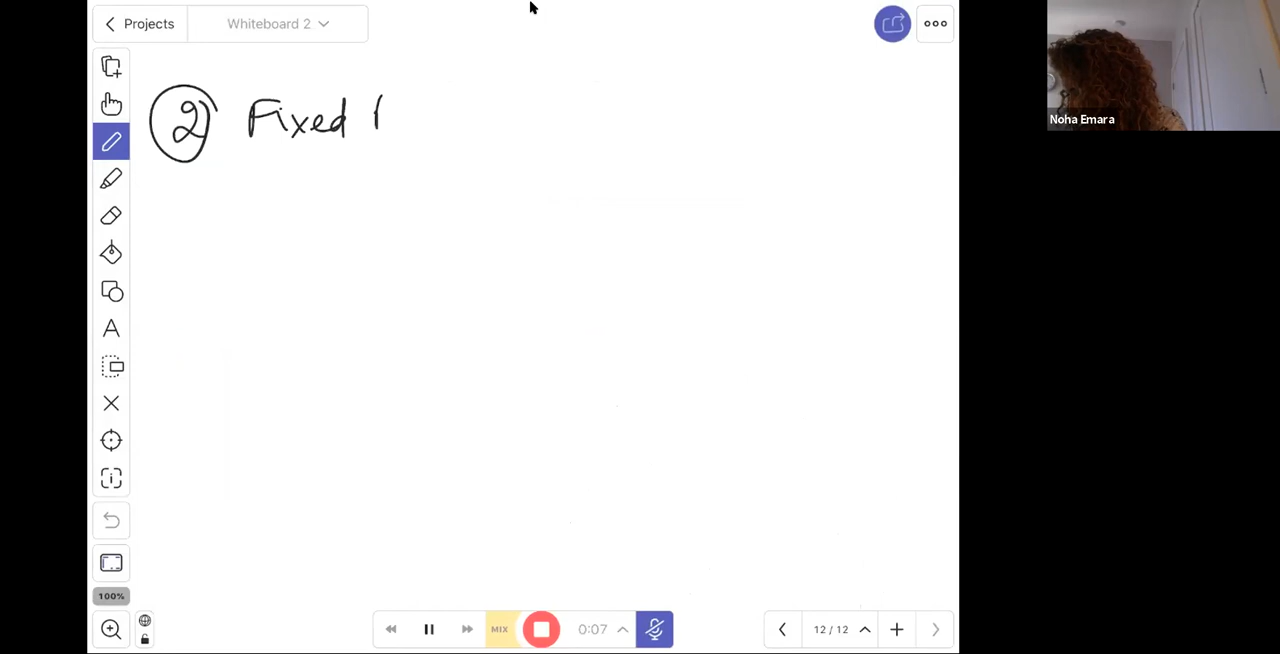 Projects Whiteboard 2
Noha Emara
② Fixed
A
100%
MIX 0:07 12 / 12